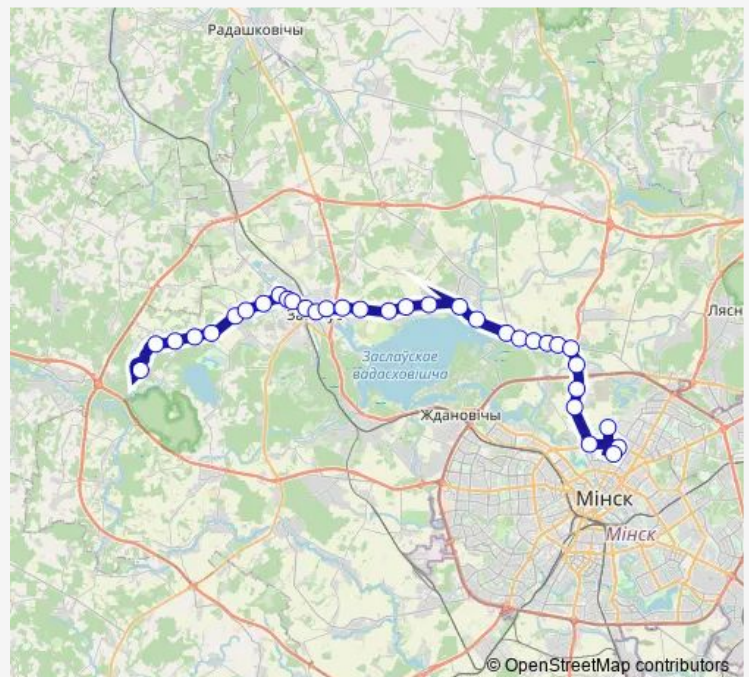 Радашковічы
Лясн
Заслаўскае
вадасховішча
Ждановічы
Мінск
Мінск
© OpenStreetMap contributors